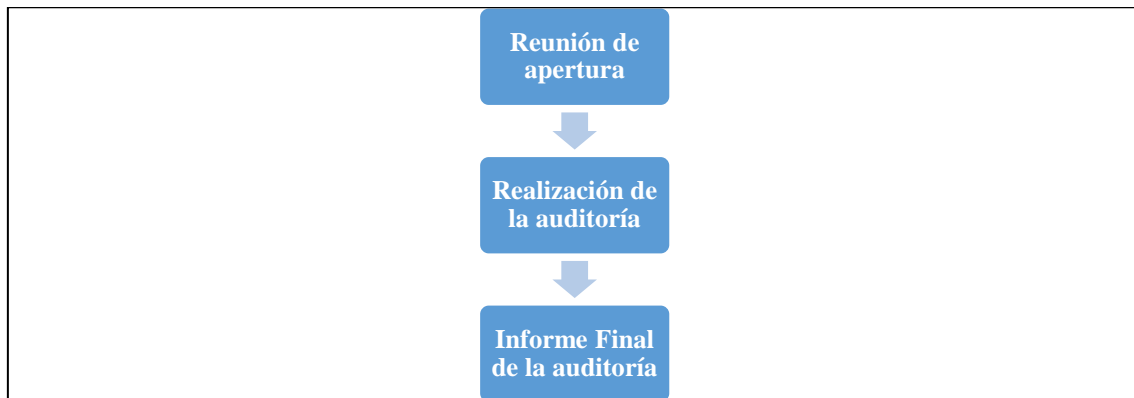 Reunión de
apertura
Realización de
la auditoría
Informe Final
de la auditoría